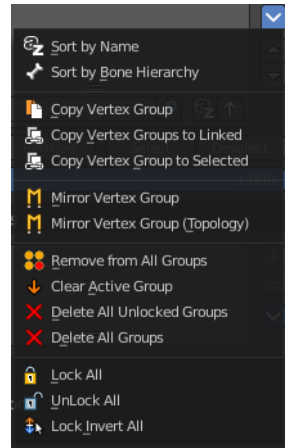 Sort by Name
Sort by Bone Hierarchy
Copy Vertex Group
Copy Vertex Groups to Linked
Copy Vertex Group to Selected
Mirror Vertex Group
Mirror Vertex Group (Topology)
Remove from All Groups
Clear Active Group
Delete All Unlocked Groups
Delete All Groups
Lock All
UnLock All
Lock Invert All